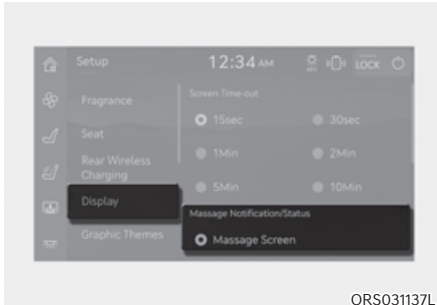 Setup
12:34 AM
LOCK
Fragrance
Seat
Rear Wireless
Charging
Display
Graphic Themes
Screen Time-out
15sec
30sec
1Min
2Min
5Min
10Min
Massage Notification/Status
Massage Screen
ORS031137L